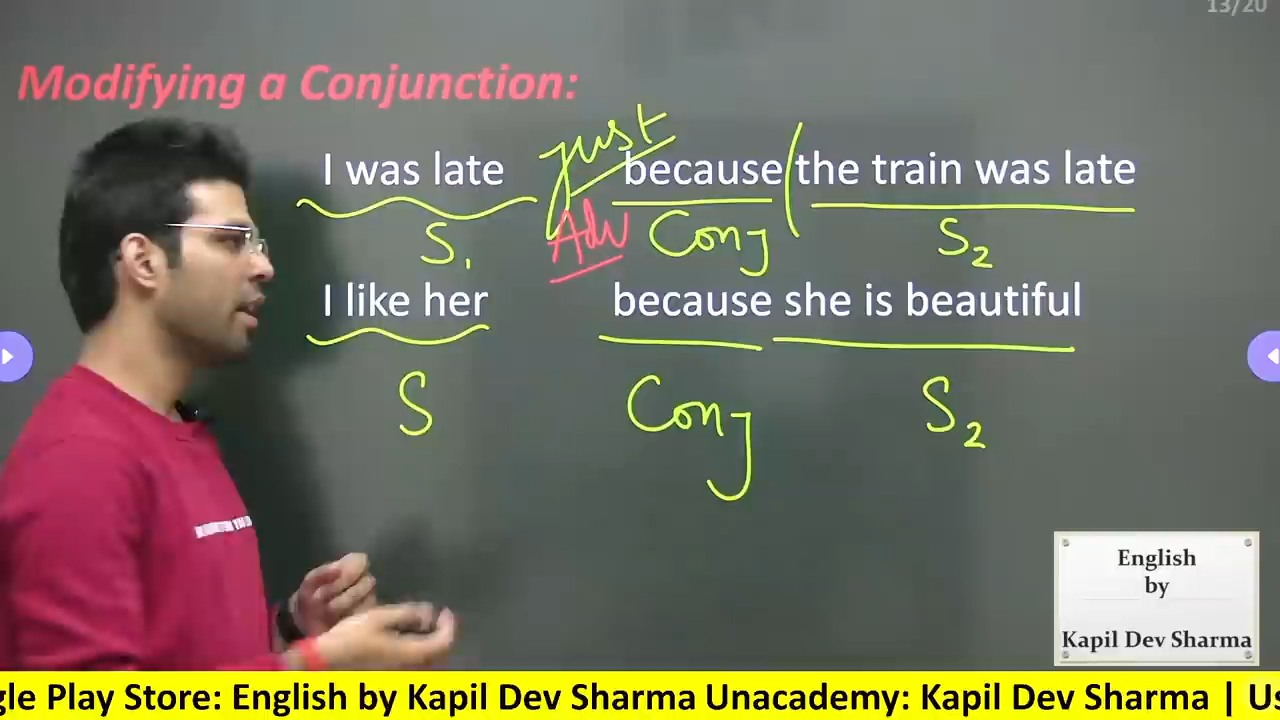 13/20
Modifying a Conjunction:
just
I was late because the train was late
S1 Adv Conj S2
I like her because she is beautiful
S Conj S2
English
by
Kapil Dev Sharma
gle Play Store: English by Kapil Dev Sharma Unacademy: Kapil Dev Sharma | Us